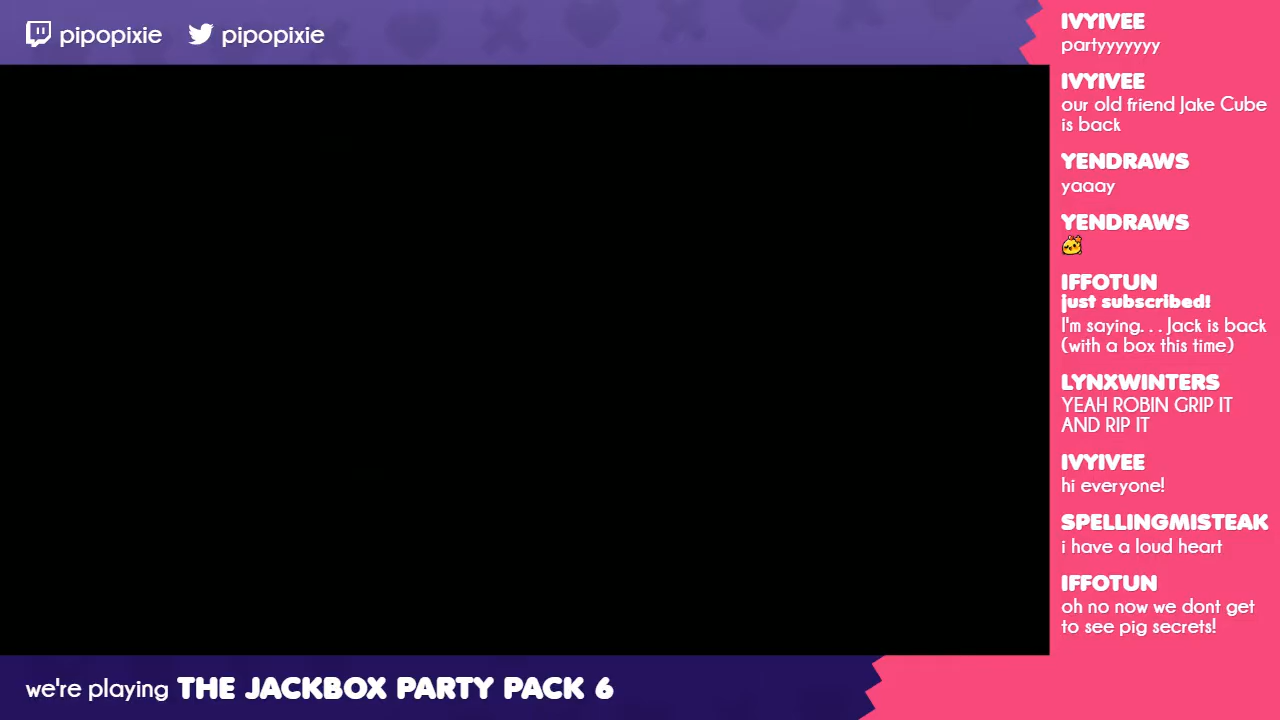 pipopixie pipopixie
IVYIVEE
partyyyyyyy
IVYIVEE
our old friend Jake Cube
is back
YENDRAWS
yaaay
YENDRAWS
IFFOTUN
just subscribed!
I'm saying. . . Jack is back
(with a box this time)
LYNXWINTERS
YEAH ROBIN GRIP IT
AND RIP IT
IVYIVEE
hi everyone!
SPELLINGMISTEAK
i have a loud heart
IFFOTUN
oh no now we dont get
to see pig secrets!
we're playing THE JACKBOX PARTY PACK 6